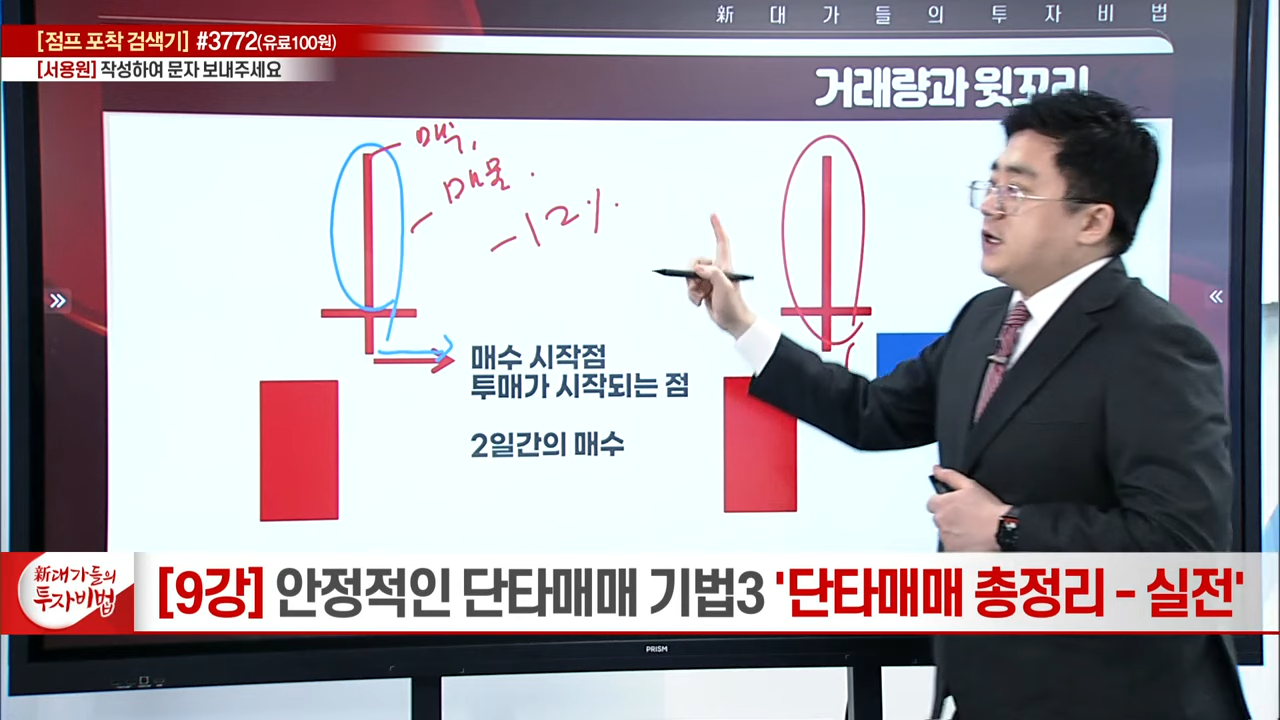 新 대 가 들 의 투 자 비 법
[점프 포착 검색기] #3772(유료100원)
[서용원] 작성하여 문자 보내주세요
거래량과 윗꼬리
매수,
매물.
-12%.
매수 시작점
투매가 시작되는 점
2일간의 매수
新대가들의
투자비법
[9강] 안정적인 단타매매 기법3 '단타매매 총정리 - 실전'
PRISM